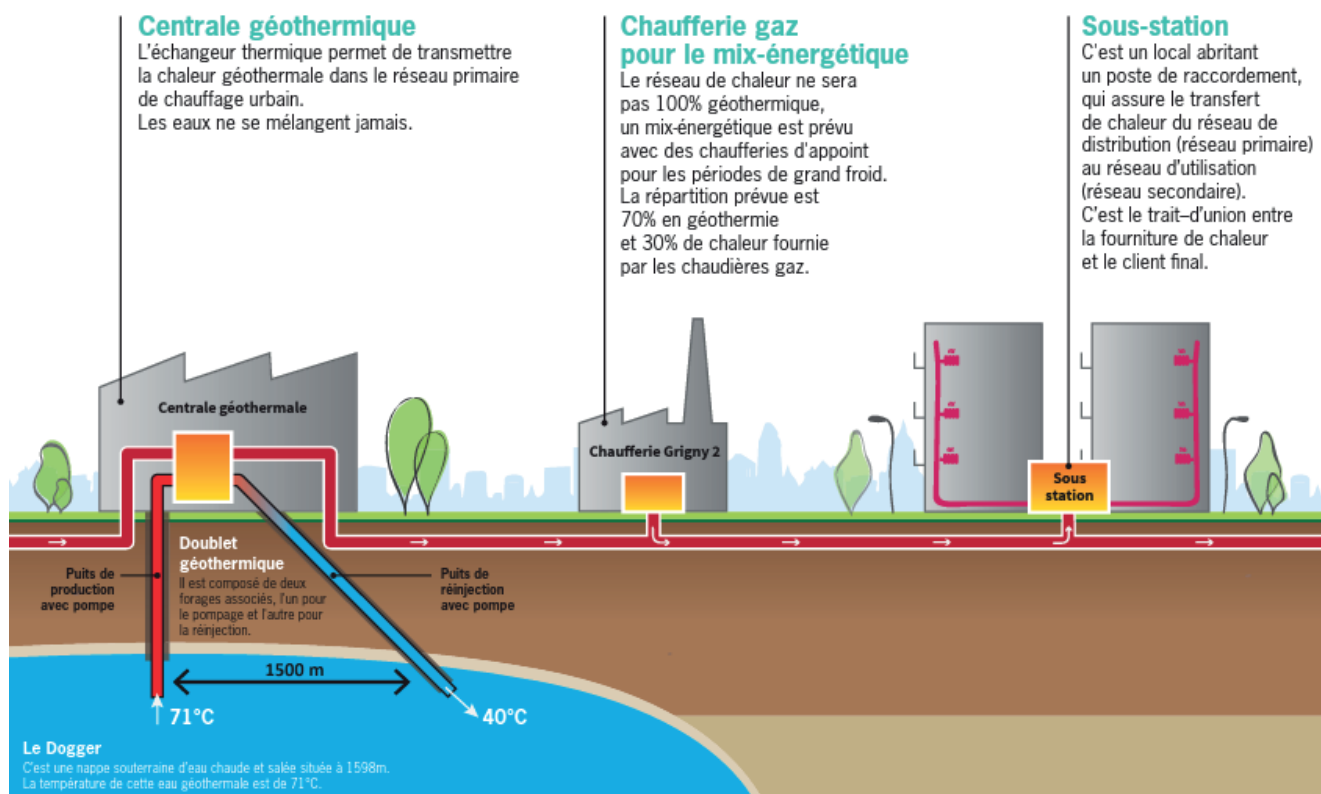 Centrale géothermique
L'échangeur thermique permet de transmettre
la chaleur géothermale dans le réseau primaire
de chauffage urbain.
Les eaux ne se mélangent jamais.
Chaufferie gaz
pour le mix-énergétique
Le réseau de chaleur ne sera
pas 100% géothermique,
un mix-énergétique est prévu
avec des chaufferies d'appoint
pour les périodes de grand froid.
La répartition prévue est
70% en géothermie
et 30% de chaleur fournie
par les chaudières gaz.
Sous-station
C'est un local abritant
un poste de raccordement,
qui assure le transfert
de chaleur du réseau de
distribution (réseau primaire)
au réseau d'utilisation
(réseau secondaire).
C'est le trait–d'union entre
la fourniture de chaleur
et le client final.
Centrale géothermale
Chaufferie Grigny 2
Sous
station
Doublet
géothermique
Il est composé de deux
forages associés, l'un pour
le pompage et l'autre pour
la réinjection.
Puits de
production
avec pompe
Puits de
réinjection
avec pompe
1500 m
71°C
40°C
Le Dogger
C'est une nappe souterraine d'eau chaude et salée située à 1598m.
La température de cette eau géothermale est de 71°C.